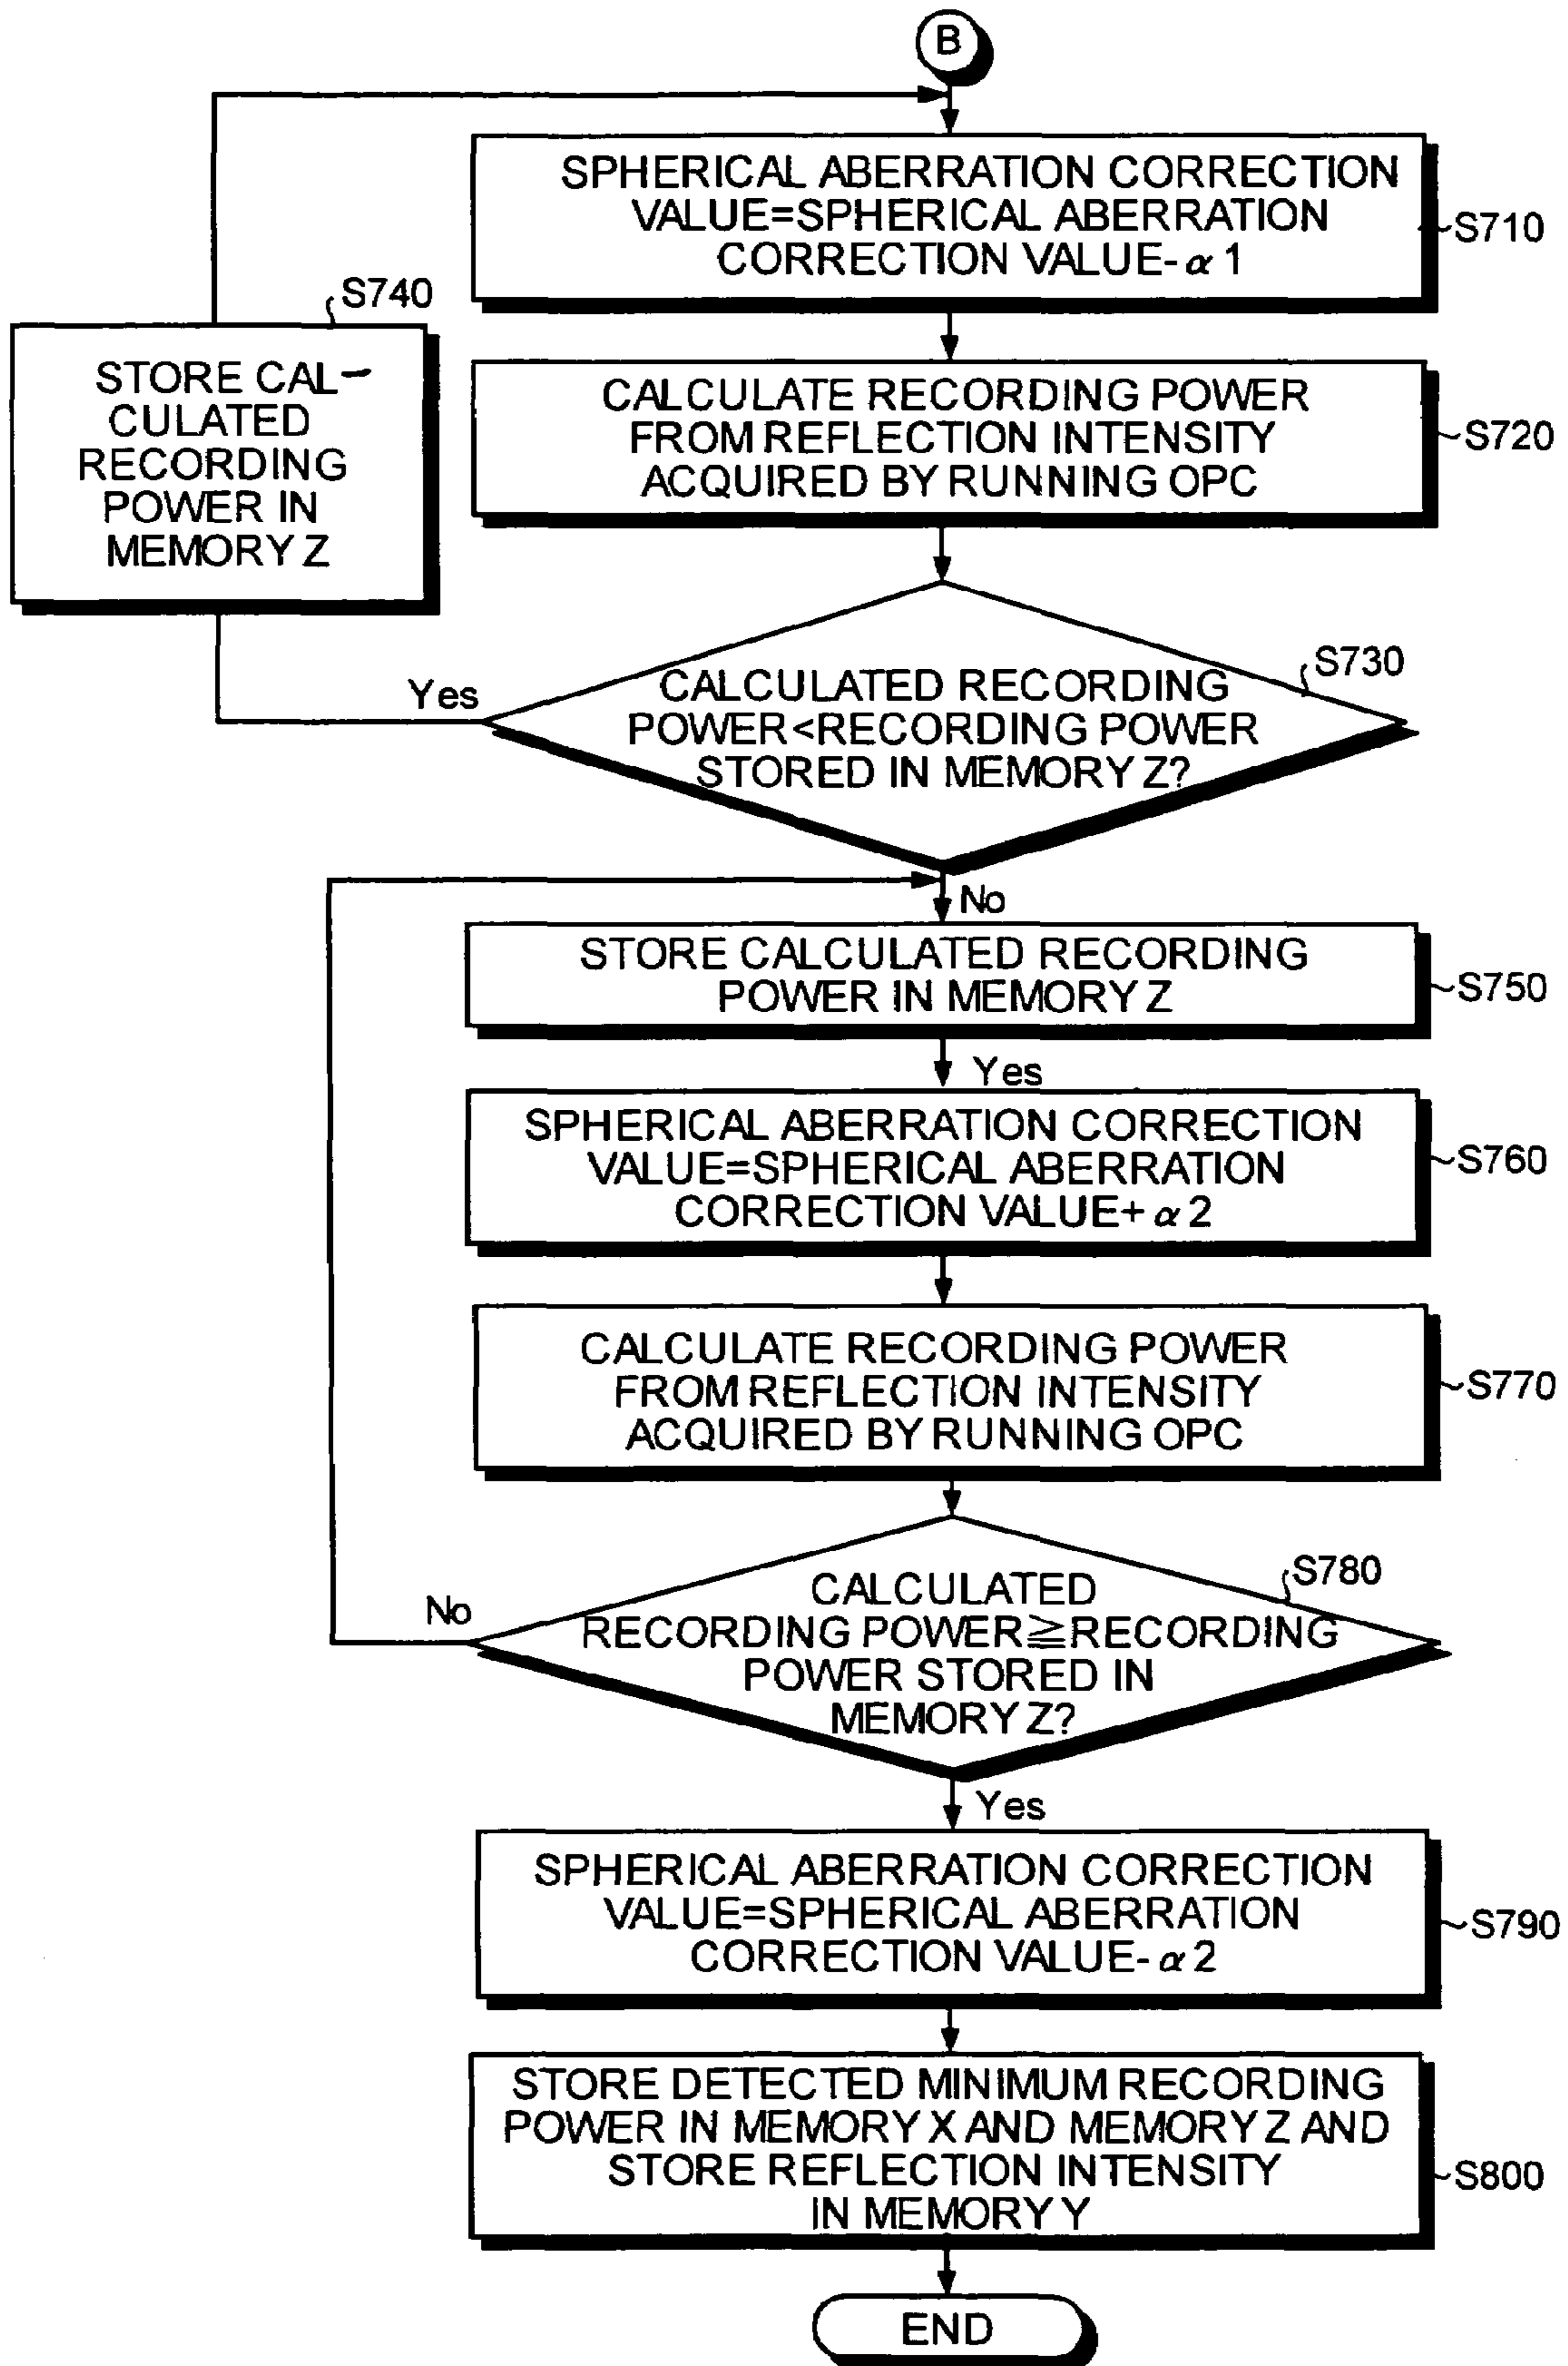 B
SPHERICAL ABERRATION CORRECTION
VALUE=SPHERICAL ABERRATION
CORRECTION VALUE-α1
S710
S740
STORE CAL-
CULATED
RECORDING
POWER IN
MEMORY Z
CALCULATE RECORDING POWER
FROM REFLECTION INTENSITY
ACQUIRED BY RUNNING OPC
S720
S730
Yes
CALCULATED RECORDING
POWER<RECORDING POWER
STORED IN MEMORY Z?
No
STORE CALCULATED RECORDING
POWER IN MEMORY Z
S750
Yes
SPHERICAL ABERRATION CORRECTION
VALUE=SPHERICAL ABERRATION
CORRECTION VALUE+α2
S760
CALCULATE RECORDING POWER
FROM REFLECTION INTENSITY
ACQUIRED BY RUNNING OPC
S770
S780
No
CALCULATED
RECORDING POWER≧RECORDING
POWER STORED IN
MEMORY Z?
Yes
SPHERICAL ABERRATION CORRECTION
VALUE=SPHERICAL ABERRATION
CORRECTION VALUE-α2
S790
STORE DETECTED MINIMUM RECORDING
POWER IN MEMORY X AND MEMORY Z AND
STORE REFLECTION INTENSITY
IN MEMORY Y
S800
END